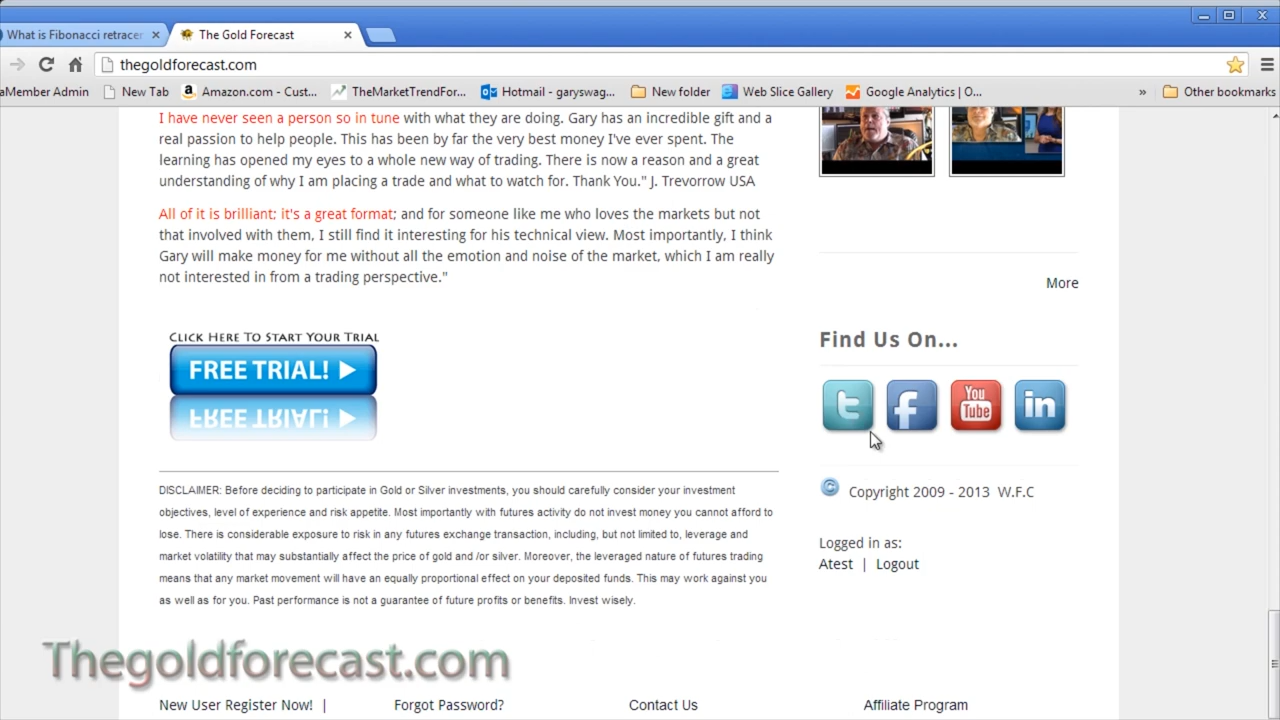 What is Fibonacci retracer
The Gold Forecast
thegoldforecast.com
aMember Admin
New Tab
Amazon.com - Cust...
TheMarketTrendFor...
Hotmail - garyswag...
New folder
Web Slice Gallery
Google Analytics | O...
»
Other bookmarks
I have never seen a person so in tune with what they are doing. Gary has an incredible gift and a
real passion to help people. This has been by far the very best money I've ever spent. The
learning has opened my eyes to a whole new way of trading. There is now a reason and a great
understanding of why I am placing a trade and what to watch for. Thank You." J. Trevorrow USA
All of it is brilliant; it's a great format; and for someone like me who loves the markets but not
that involved with them, I still find it interesting for his technical view. Most importantly, I think
Gary will make money for me without all the emotion and noise of the market, which I am really
not interested in from a trading perspective."
CLICK HERE TO START YOUR TRIAL
FREE TRIAL!
DISCLAIMER: Before deciding to participate in Gold or Silver investments, you should carefully consider your investment
objectives, level of experience and risk appetite. Most importantly with futures activity do not invest money you cannot afford to
lose. There is considerable exposure to risk in any futures exchange transaction, including, but not limited to, leverage and
market volatility that may substantially affect the price of gold and /or silver. Moreover, the leveraged nature of futures trading
means that any market movement will have an equally proportional effect on your deposited funds. This may work against you
as well as for you. Past performance is not a guarantee of future profits or benefits. Invest wisely.
More
Find Us On...
t
f
You
Tube
in
© Copyright 2009 - 2013 W.F.C
Logged in as:
Atest | Logout
Thegoldforecast.com
New User Register Now! |
Forgot Password?
Contact Us
Affiliate Program